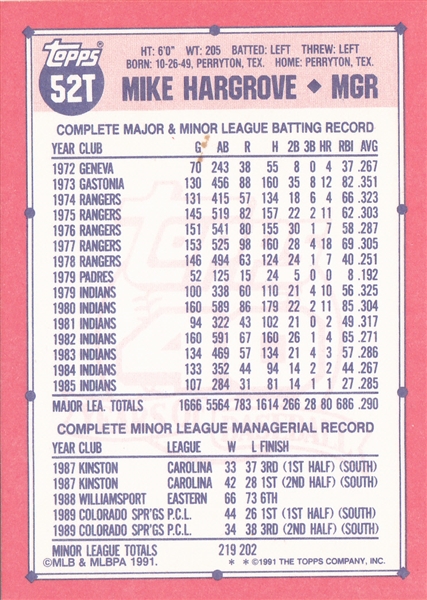 topps
52T
HT: 6'0" WT: 205 BATTED: LEFT THREW: LEFT
BORN: 10-26-49, PERRYTON, TEX. HOME: PERRYTON, TEX.
MIKE HARGROVE ◆ MGR
COMPLETE MAJOR & MINOR LEAGUE BATTING RECORD
YEAR CLUB G AB R H 2B 3B HR RBI AVG
1972 GENEVA 70 243 38 55 8 0 4 37 .267
1973 GASTONIA 130 456 88 160 35 8 12 82 .351
1974 RANGERS 131 415 57 134 18 6 4 66 .323
1975 RANGERS 145 519 82 157 22 2 11 62 .303
1976 RANGERS 151 541 80 155 30 1 7 58 .287
1977 RANGERS 153 525 98 160 28 4 18 69 .305
1978 RANGERS 146 494 63 124 24 1 7 40 .251
1979 PADRES 52 125 15 24 5 0 0 8 .192
1979 INDIANS 100 338 60 110 21 4 10 56 .325
1980 INDIANS 160 589 86 179 22 2 11 85 .304
1981 INDIANS 94 322 43 102 21 0 2 49 .317
1982 INDIANS 160 591 67 160 26 1 4 65 .271
1983 INDIANS 134 469 57 134 21 4 3 57 .286
1984 INDIANS 133 352 44 94 14 2 2 44 .267
1985 INDIANS 107 284 31 81 14 1 1 27 .285
MAJOR LEA. TOTALS 1666 5564 783 1614 266 28 80 686 .290
COMPLETE MINOR LEAGUE MANAGERIAL RECORD
YEAR CLUB LEAGUE W L FINISH
1987 KINSTON CAROLINA 33 37 3RD (1ST HALF) (SOUTH)
1987 KINSTON CAROLINA 42 28 1ST (2ND HALF) (SOUTH)
1988 WILLIAMSPORT EASTERN 66 73 6TH
1989 COLORADO SPR'GS P.C.L. 44 26 1ST (1ST HALF) (SOUTH)
1989 COLORADO SPR'GS P.C.L. 34 38 3RD (2ND HALF) (SOUTH)
MINOR LEAGUE TOTALS 219 202
©MLB & MLBPA 1991. * * ©1991 THE TOPPS COMPANY, INC.